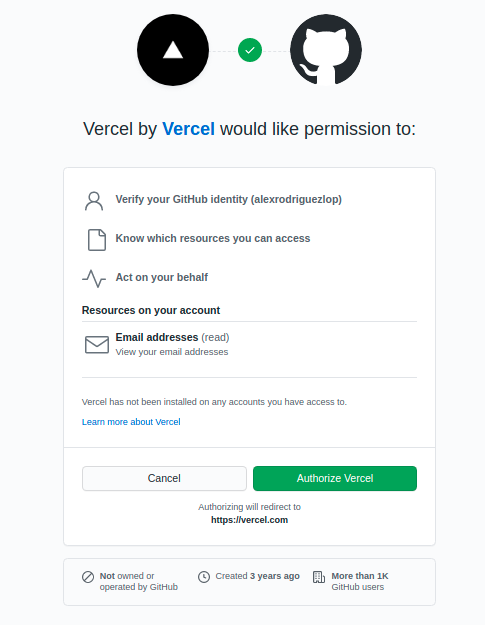 Vercel by Vercel would like permission to:
Verify your GitHub identity (alexrodriguezlop)
Know which resources you can access
Act on your behalf
Resources on your account
Email addresses (read)
View your email addresses
Vercel has not been installed on any accounts you have access to.
Learn more about Vercel
Cancel
Authorize Vercel
Authorizing will redirect to
https://vercel.com
Not owned or
operated by GitHub
Created 3 years ago
More than 1K
GitHub users